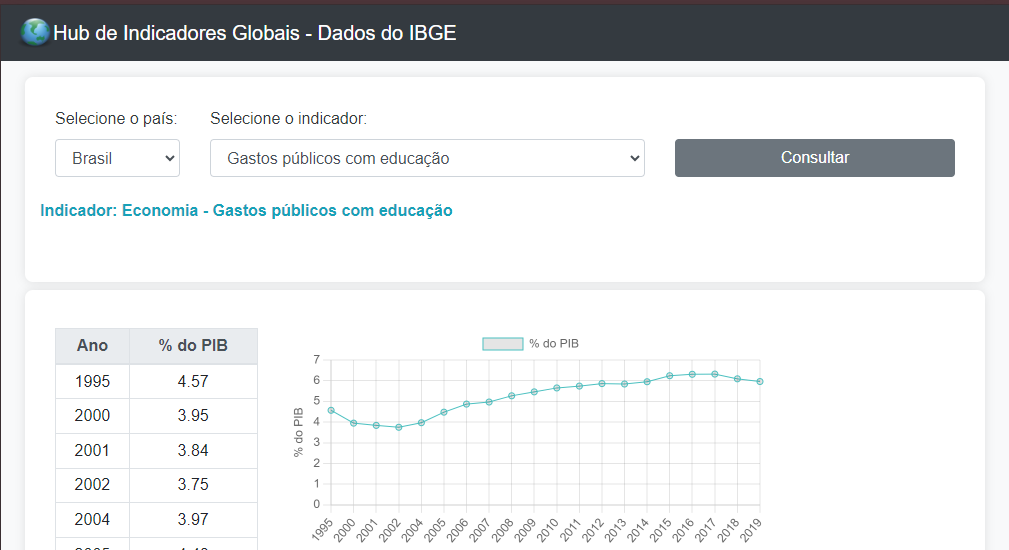 Hub de Indicadores Globais - Dados do IBGE
Selecione o país: Selecione o indicador:
Brasil Gastos públicos com educação Consultar
Indicador: Economia - Gastos públicos com educação
Ano % do PIB
1995 4.57
2000 3.95
2001 3.84
2002 3.75
2004 3.97
% do PIB
7
6
5
4
3
2
1
0
% do PIB
1995 2000 2001 2002 2004 2005 2006 2007 2008 2009 2010 2011 2012 2013 2014 2015 2016 2017 2018 2019